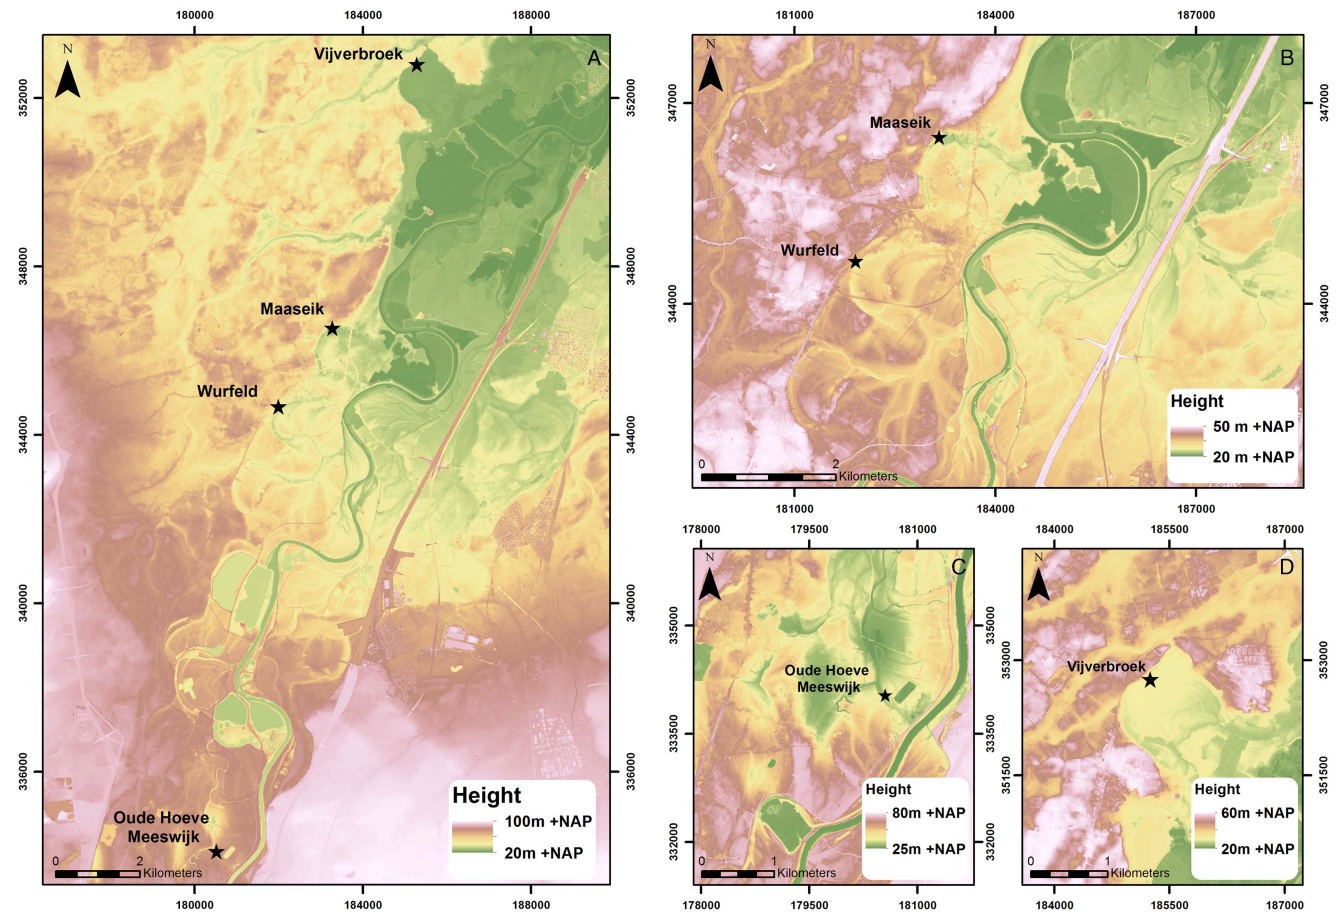 180000
184000
188000
N
A
Vijverbroek
352000
352000
348000
348000
Maaseik
Wurfeld
344000
344000
340000
340000
336000
336000
Oude Hoeve
Meeswijk
0
2
Kilometers
Height
100m +NAP
20m +NAP
180000
184000
188000
181000
184000
187000
N
B
347000
347000
Maaseik
Wurfeld
344000
344000
Height
50 m +NAP
20 m +NAP
0
2
Kilometers
181000
184000
187000
178000
179500
181000
N
C
335000
335000
Oude Hoeve
Meeswijk
333500
333500
Height
80m +NAP
25m +NAP
332000
332000
0
1
Kilometers
178000
179500
181000
184000
185500
187000
N
D
353000
353000
Vijverbroek
351500
351500
Height
60m +NAP
20m +NAP
0
1
Kilometers
184000
185500
187000